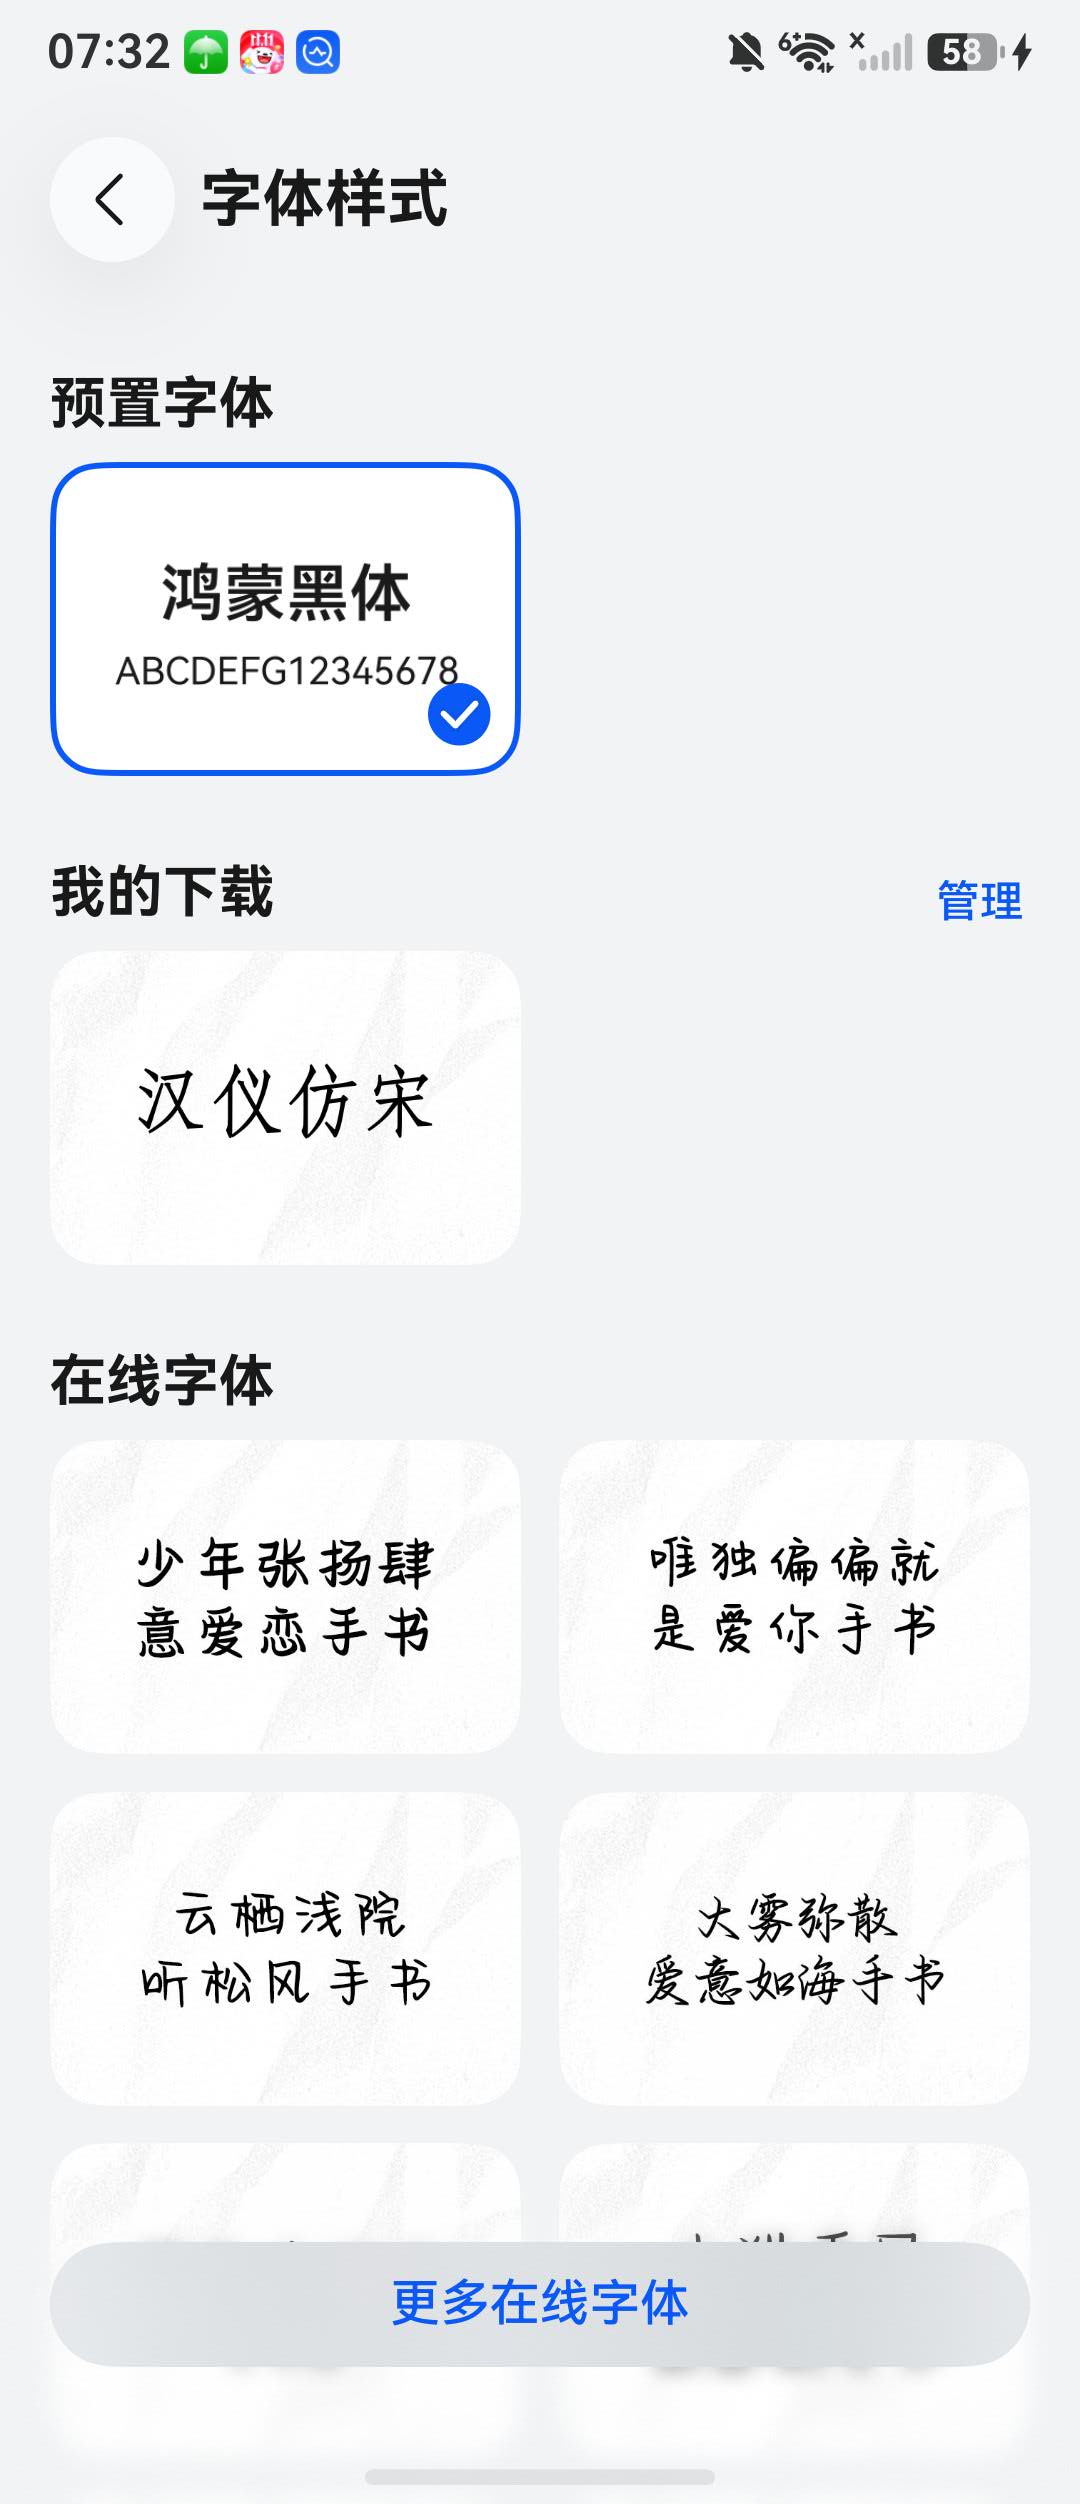 07:32
58
字体样式
预置字体
鸿蒙黑体
ABCDEFG12345678
我的下载
管理
汉仪仿宋
在线字体
少年张扬肆
意爱恋手书
唯独偏偏就
是爱你手书
云栖浅院
听松风手书
大雾弥散
爱意如海手书
更多在线字体